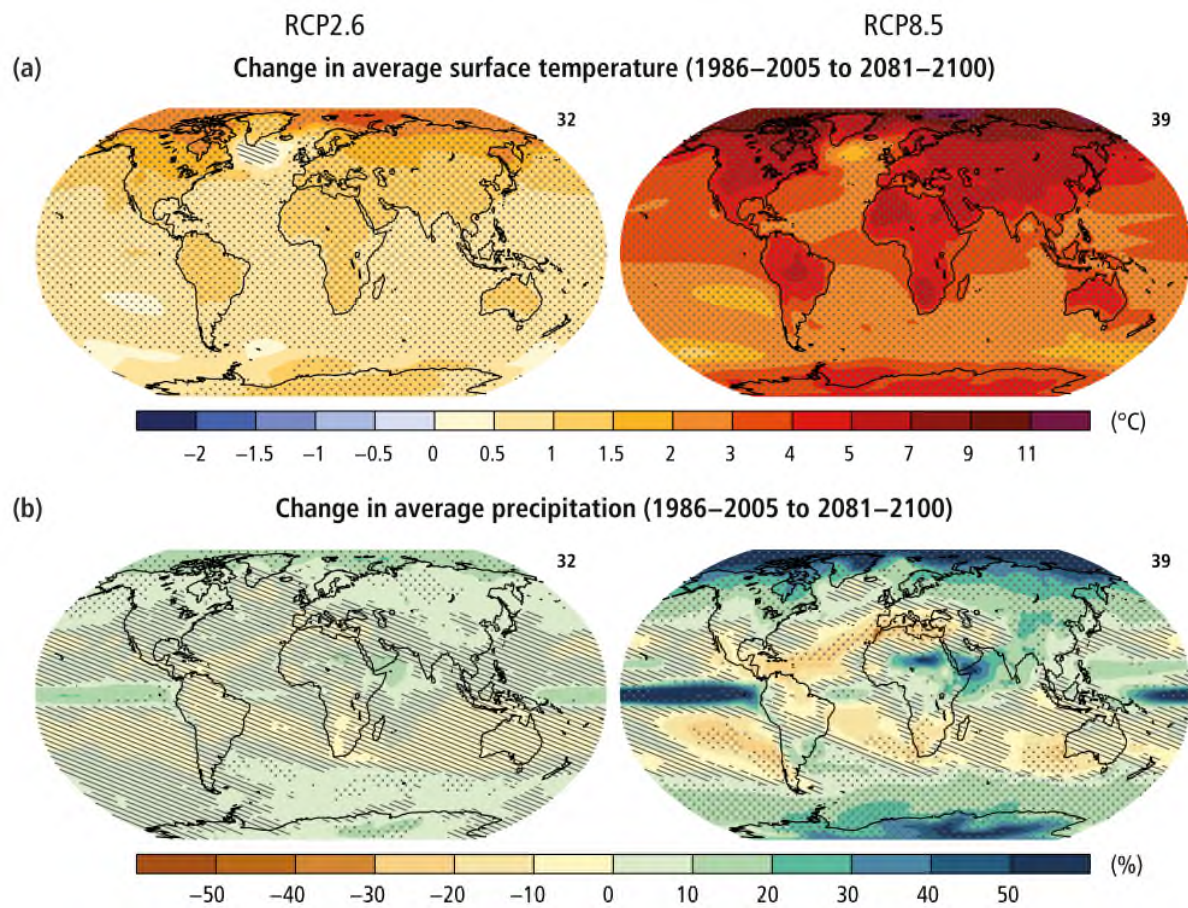 RCP2.6 RCP8.5
(a) Change in average surface temperature (1986–2005 to 2081–2100)
32 39
(°C)
−2 −1.5 −1 −0.5 0 0.5 1 1.5 2 3 4 5 7 9 11
(b) Change in average precipitation (1986–2005 to 2081–2100)
32 39
(%)
−50 −40 −30 −20 −10 0 10 20 30 40 50